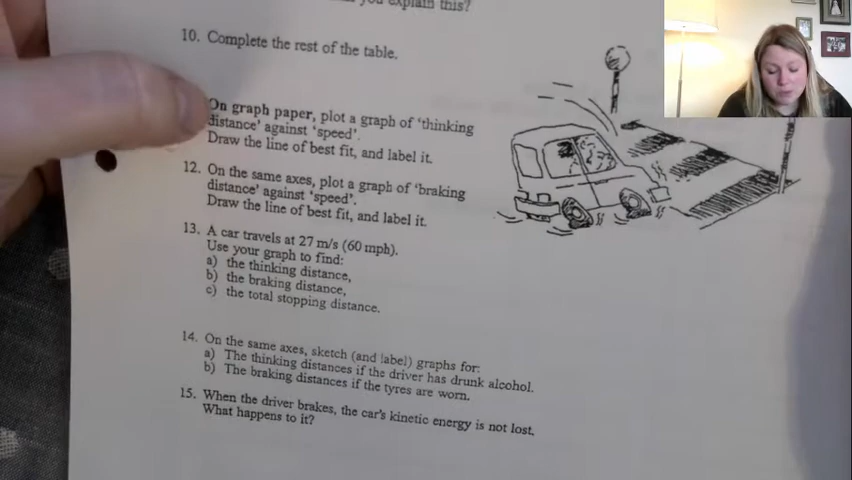 you explain this?
10. Complete the rest of the table.
On graph paper, plot a graph of ‘thinking
distance’ against ‘speed’.
Draw the line of best fit, and label it.
12. On the same axes, plot a graph of ‘braking
distance’ against ‘speed’.
Draw the line of best fit, and label it.
13. A car travels at 27 m/s (60 mph).
Use your graph to find:
a) the thinking distance,
b) the braking distance,
c) the total stopping distance.
14. On the same axes, sketch (and label) graphs for:
a) The thinking distances if the driver has drunk alcohol.
b) The braking distances if the tyres are worn.
15. When the driver brakes, the car's kinetic energy is not lost.
What happens to it?